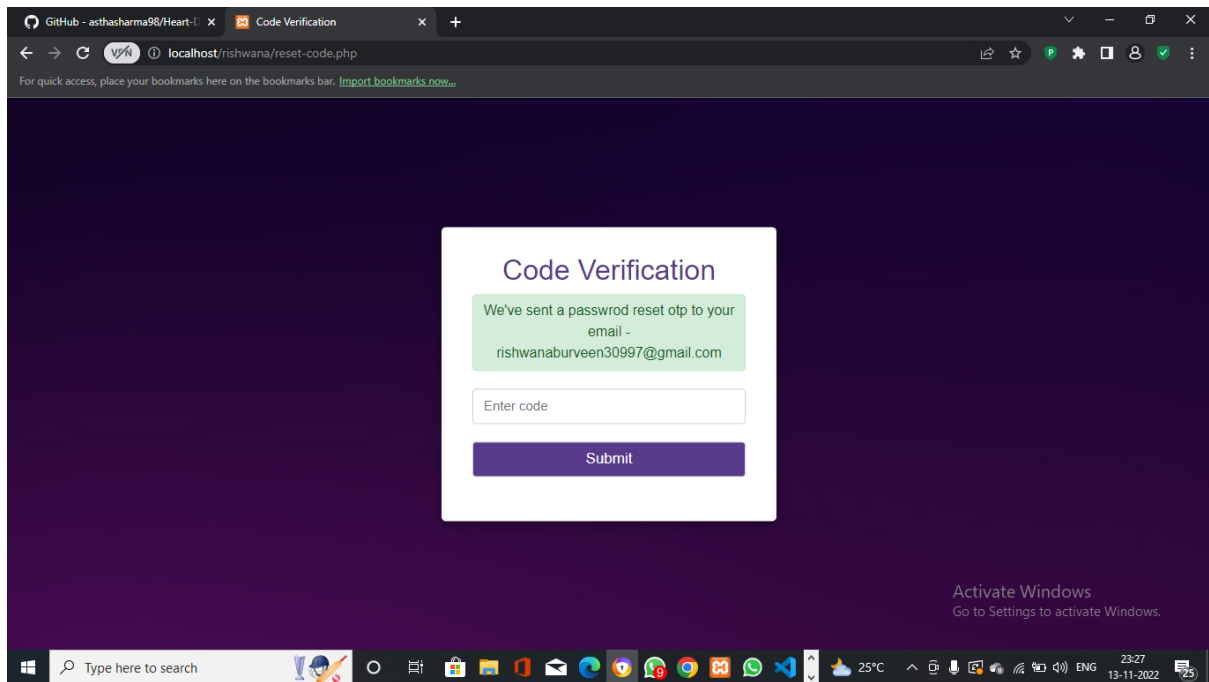 GitHub - asthasharma98/Heart-D
Code Verification
VPN
localhost/rishwana/reset-code.php
For quick access, place your bookmarks here on the bookmarks bar. Import bookmarks now...
Code Verification
We've sent a passwrod reset otp to your
email -
rishwanaburveen30997@gmail.com
Enter code
Submit
Activate Windows
Go to Settings to activate Windows.
Type here to search
9
25°C
ENG
23:27
13-11-2022
25